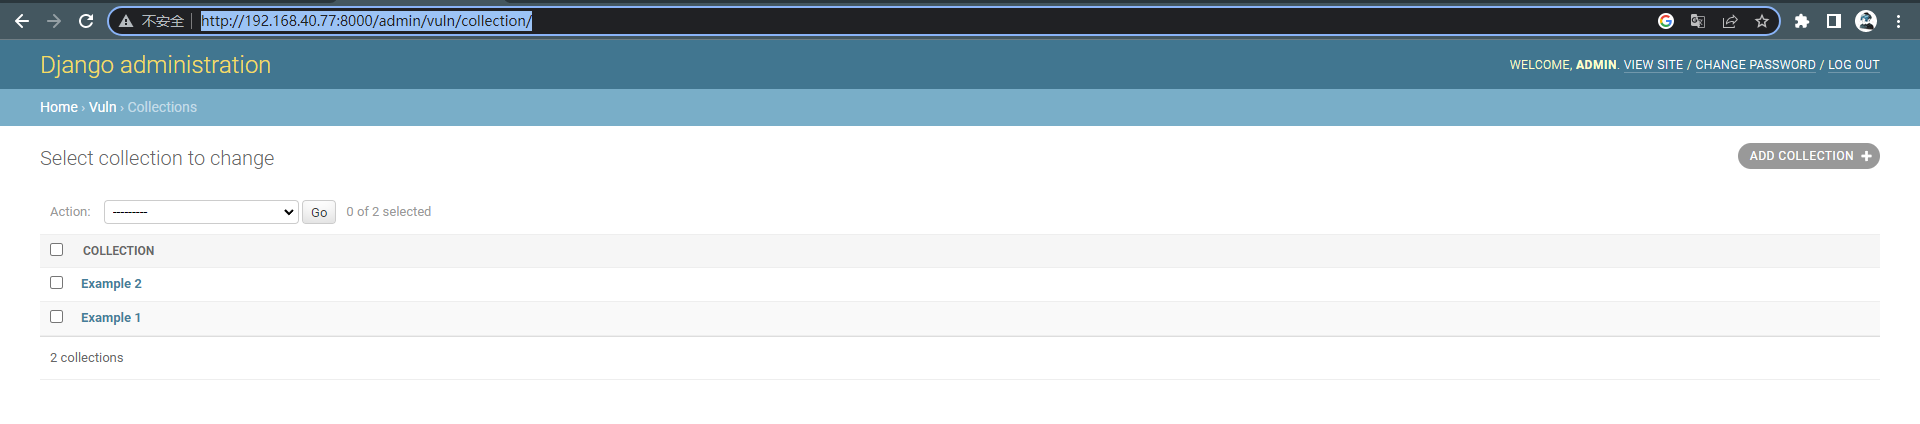 不安全 http://192.168.40.77:8000/admin/vuln/collection/
Django administration
WELCOME, ADMIN. VIEW SITE / CHANGE PASSWORD / LOG OUT
Home › Vuln › Collections
Select collection to change
ADD COLLECTION +
Action: --------- Go 0 of 2 selected
COLLECTION
Example 2
Example 1
2 collections